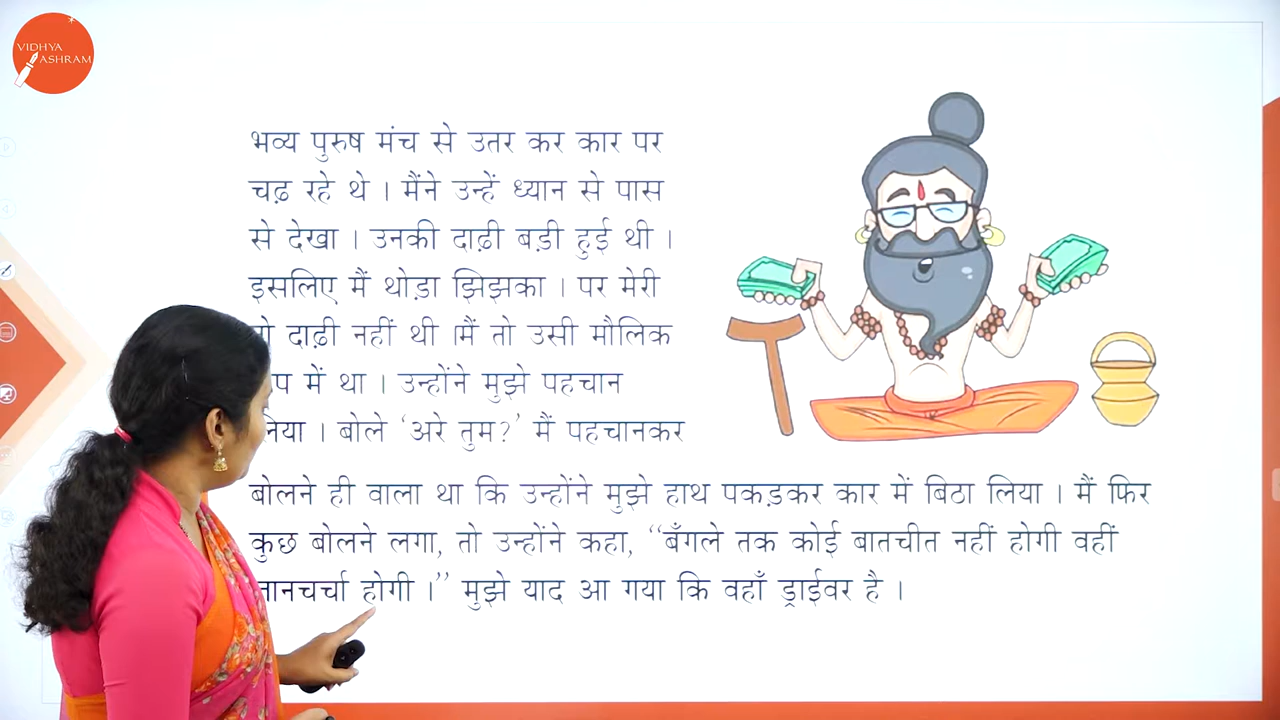 VIDHYA
ASHRAM
भव्य पुरुष मंच से उतर कर कार पर
चढ़ रहे थे । मैंने उन्हें ध्यान से पास
से देखा । उनकी दाढ़ी बड़ी हुई थी ।
इसलिए मैं थोड़ा झिझका । पर मेरी
दाढ़ी नहीं थी ।मैं तो उसी मौलिक
में था । उन्होंने मुझे पहचान
। बोले ‘अरे तुम?’ मैं पहचानकर
बोलने ही वाला था कि उन्होंने मुझे हाथ पकड़कर कार में बिठा लिया । मैं फिर
कुछ बोलने लगा, तो उन्होंने कहा, “बँगले तक कोई बातचीत नहीं होगी वहीं
होगी ।” मुझे याद आ गया कि वहाँ ड्राईवर है ।